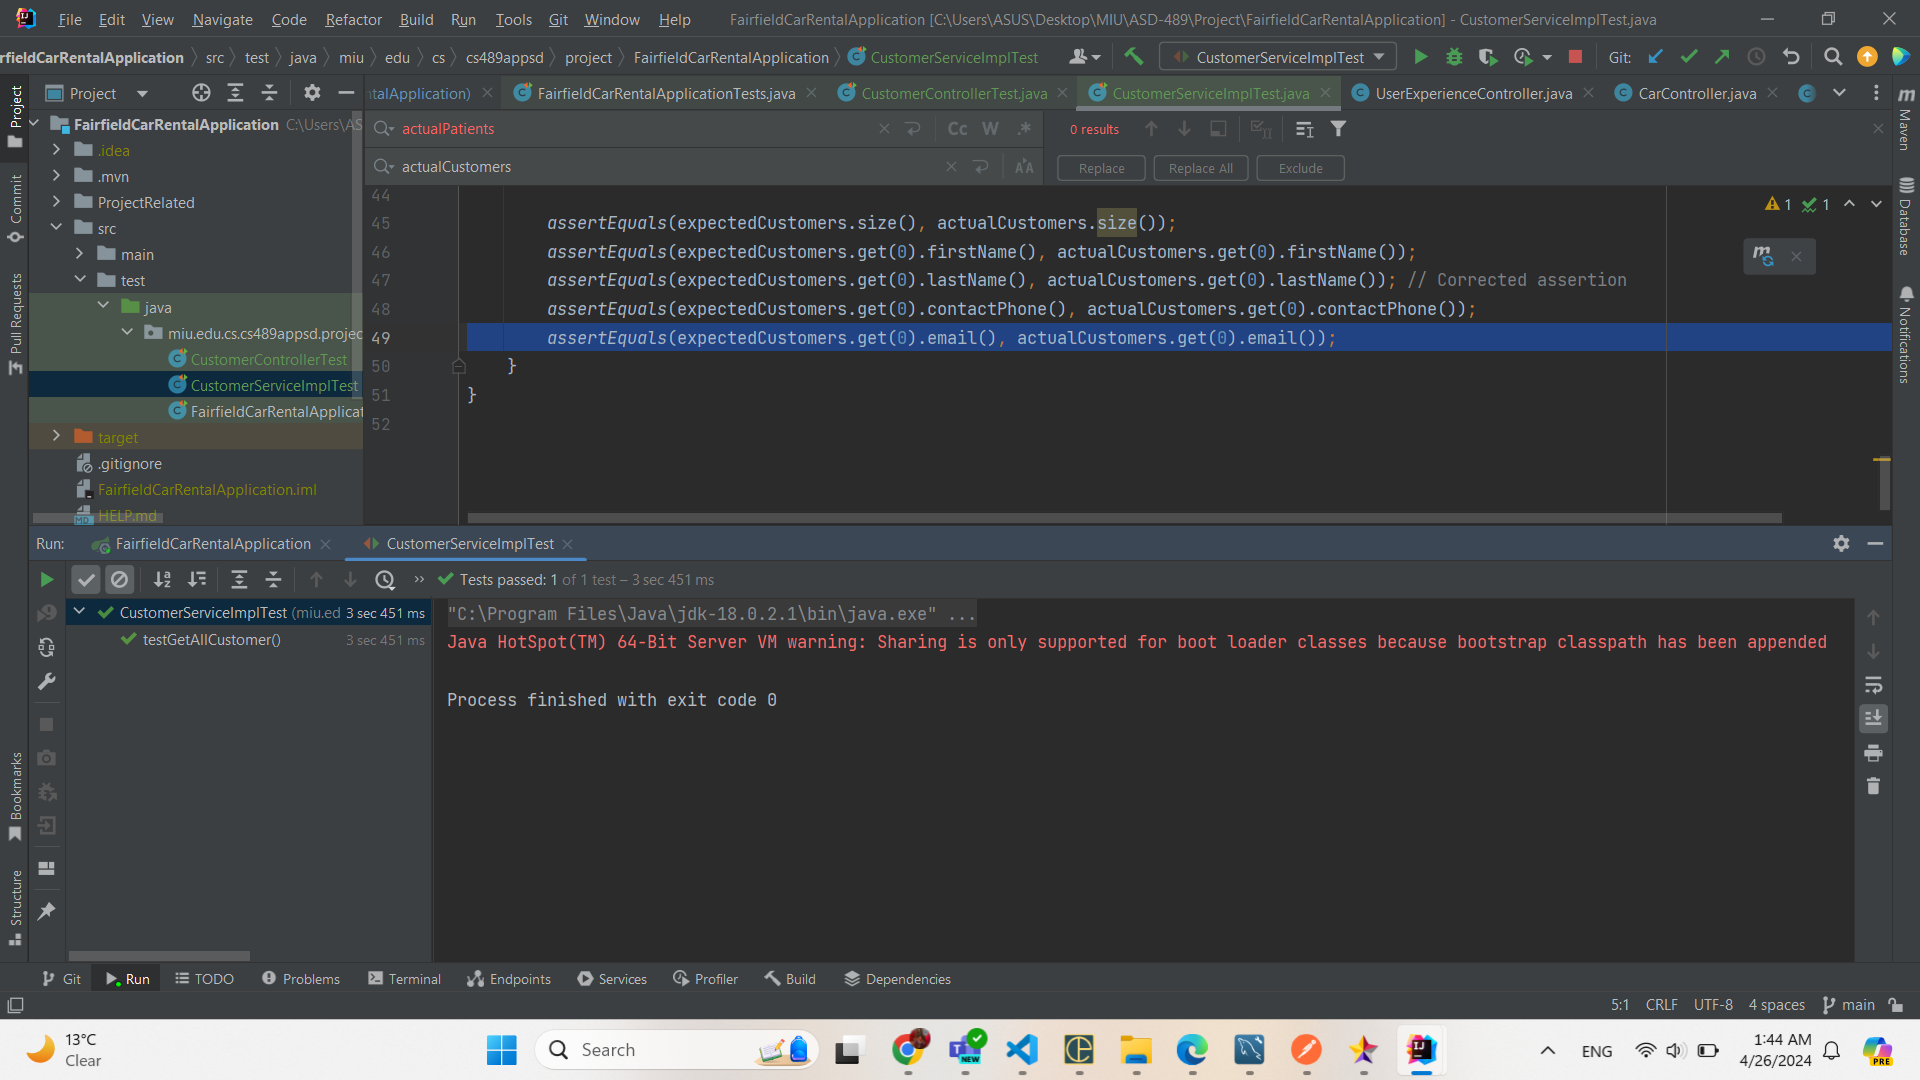 File Edit View Navigate Code Refactor Build Run Tools Git Window Help FairfieldCarRentalApplication [C:\Users\ASUS\Desktop\MIU\ASD-489\Project\FairfieldCarRentalApplication] - CustomerServiceImplTest.java
rfieldCarRentalApplication src test java miu edu cs cs489appsd project FairfieldCarRentalApplication CustomerServiceImplTest CustomerServiceImplTest Git:
Project ntalApplication) FairfieldCarRentalApplicationTests.java CustomerControllerTest.java CustomerServiceImplTest.java UserExperienceController.java CarController.java
Project
Commit
Pull Requests
Bookmarks
Structure
FairfieldCarRentalApplication C:\Users\AS
.idea
.mvn
ProjectRelated
src
main
test
java
miu.edu.cs.cs489appsd.projec
CustomerControllerTest
CustomerServiceImplTest
FairfieldCarRentalApplicat
target
.gitignore
FairfieldCarRentalApplication.iml
HELP.md
actualPatients Cc W .* 0 results
actualCustomers Replace Replace All Exclude
44
45 assertEquals(expectedCustomers.size(), actualCustomers.size());
46 assertEquals(expectedCustomers.get(0).firstName(), actualCustomers.get(0).firstName());
47 assertEquals(expectedCustomers.get(0).lastName(), actualCustomers.get(0).lastName()); // Corrected assertion
48 assertEquals(expectedCustomers.get(0).contactPhone(), actualCustomers.get(0).contactPhone());
49 assertEquals(expectedCustomers.get(0).email(), actualCustomers.get(0).email());
50 }
51 }
52
1 1
Maven
Database
Notifications
Run: FairfieldCarRentalApplication CustomerServiceImplTest
Tests passed: 1 of 1 test – 3 sec 451 ms
CustomerServiceImplTest (miu.ed 3 sec 451 ms
testGetAllCustomer() 3 sec 451 ms
"C:\Program Files\Java\jdk-18.0.2.1\bin\java.exe" ...
Java HotSpot(TM) 64-Bit Server VM warning: Sharing is only supported for boot loader classes because bootstrap classpath has been appended
Process finished with exit code 0
Git Run TODO Problems Terminal Endpoints Services Profiler Build Dependencies
5:1 CRLF UTF-8 4 spaces main
13°C
Clear
Search
NEW
ENG
1:44 AM
4/26/2024
PRE